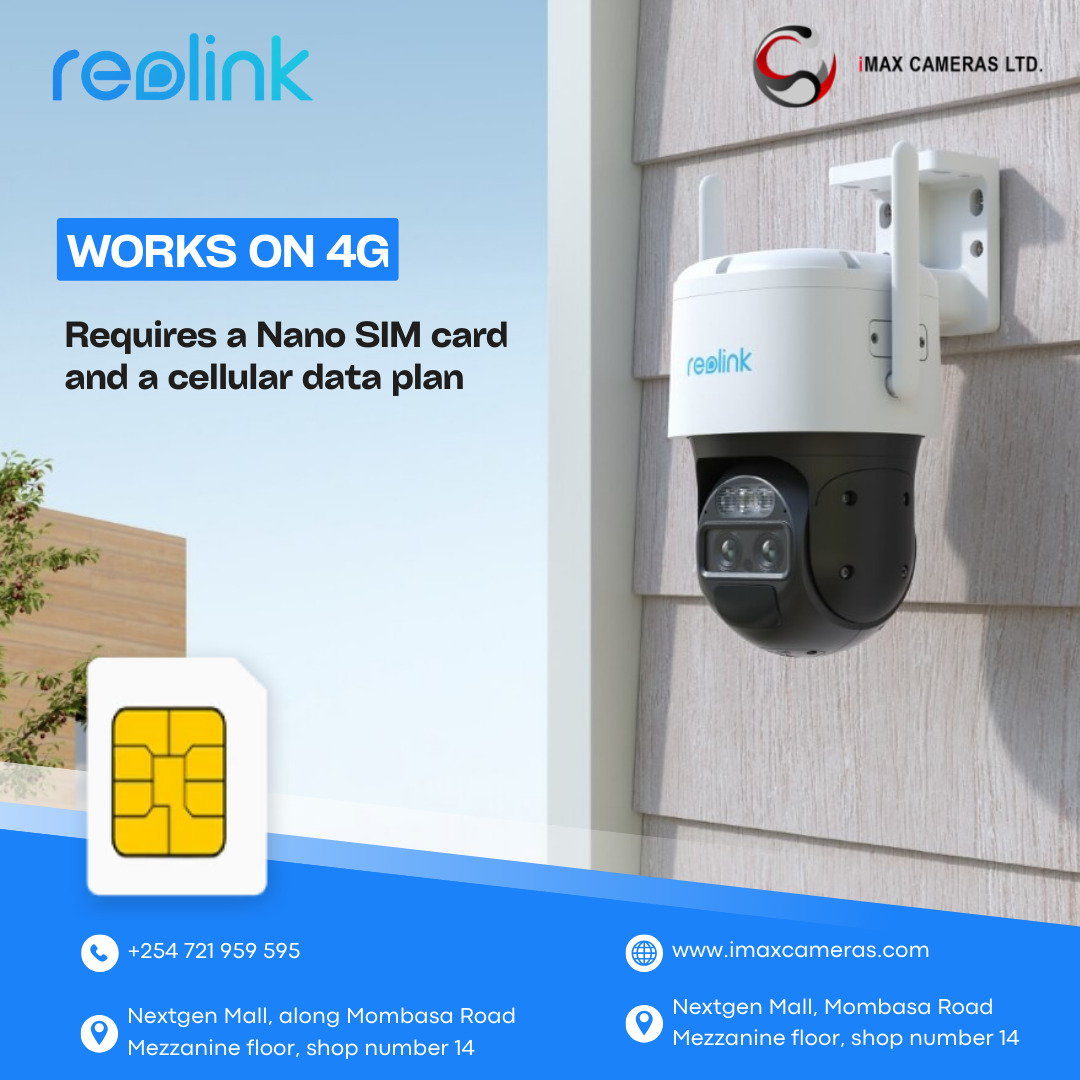 reolink
iMAX CAMERAS LTD.
WORKS ON 4G
Requires a Nano SIM card
and a cellular data plan
reolink
+254 721 959 595
www.imaxcameras.com
Nextgen Mall, along Mombasa Road
Mezzanine floor, shop number 14
Nextgen Mall, Mombasa Road
Mezzanine floor, shop number 14